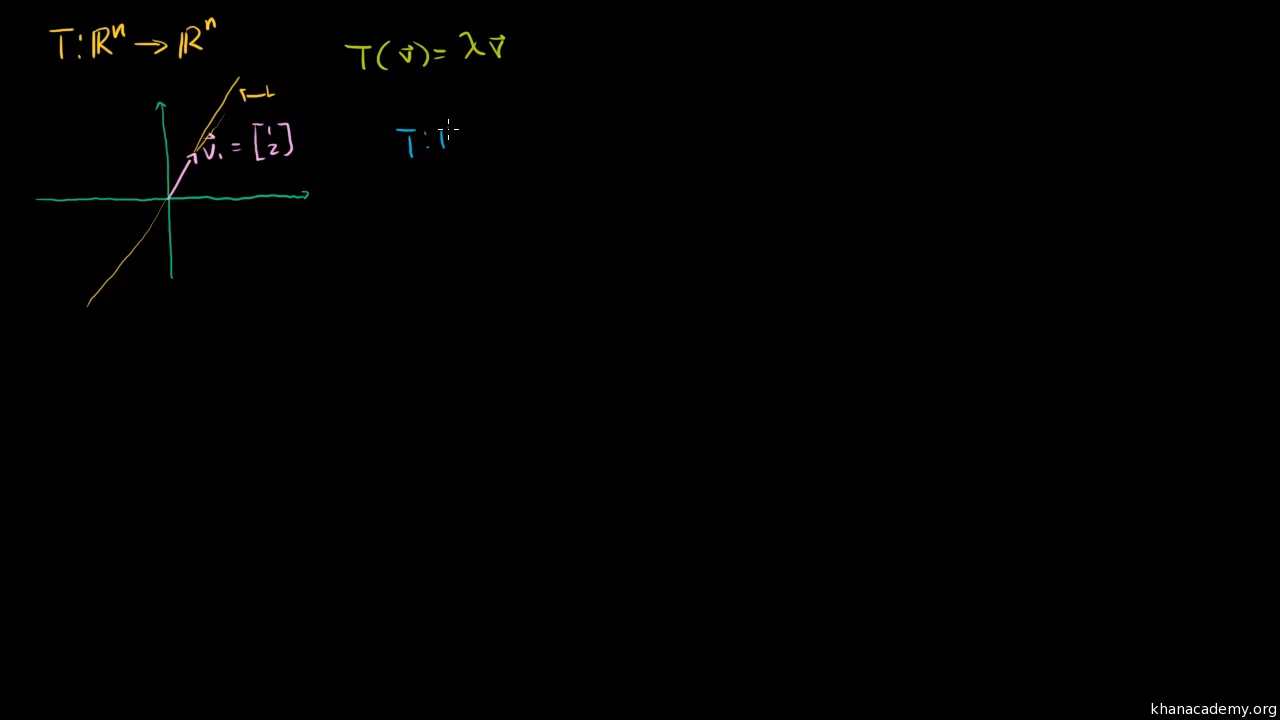 T: ℝⁿ → ℝⁿ
T(v⃗) = λv⃗
L
v⃗₁ = [1 2]
T:
khanacademy.org